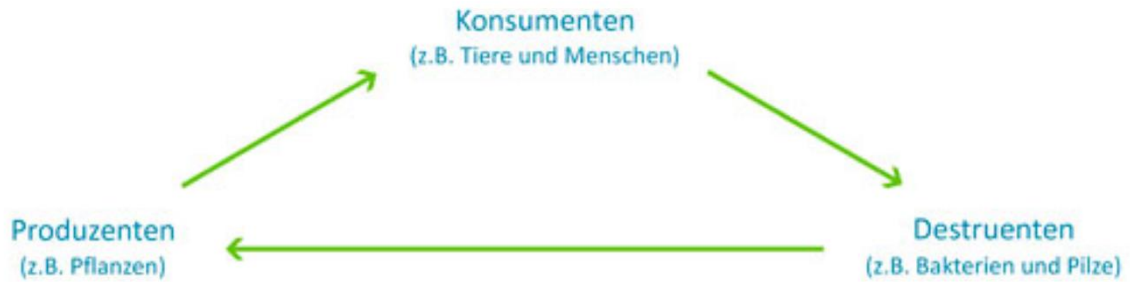 Konsumenten
(z.B. Tiere und Menschen)
Produzenten
(z.B. Pflanzen)
Destruenten
(z.B. Bakterien und Pilze)